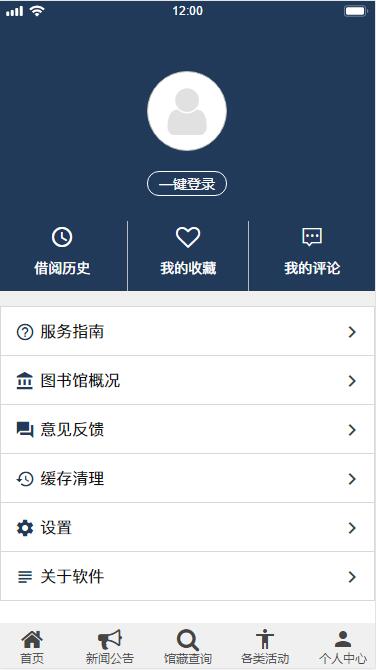 12:00
一键登录
借阅历史 我的收藏 我的评论
服务指南
图书馆概况
意见反馈
缓存清理
设置
关于软件
首页 新闻公告 馆藏查询 各类活动 个人中心